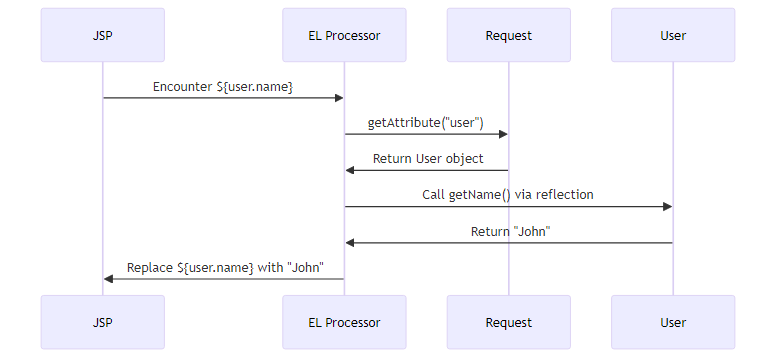 JSP
EL Processor
Request
User
Encounter ${user.name}
getAttribute("user")
Return User object
Call getName() via reflection
Return "John"
Replace ${user.name} with "John"
JSP
EL Processor
Request
User